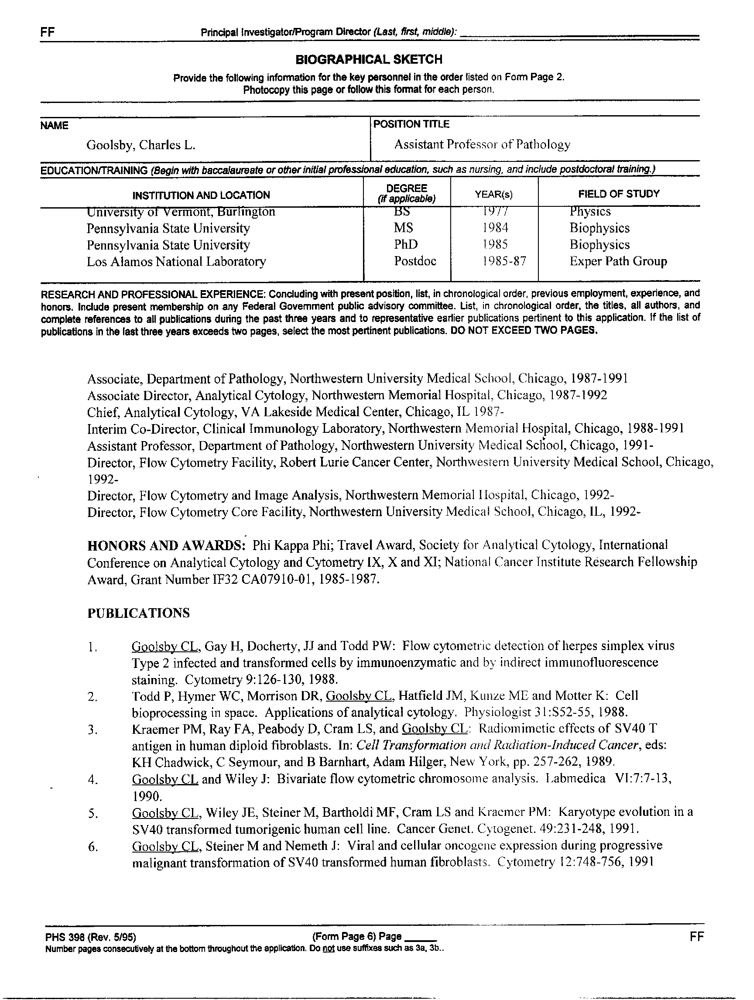 FF
Principal Investigator/Program Director (Last, first, middle):
BIOGRAPHICAL SKETCH
Provide the following information for the key personnel in the order listed on Form Page 2.
Photocopy this page or follow this format for each person.
NAME
POSITION TITLE
Goolsby, Charles L.
Assistant Professor of Pathology
EDUCATION/TRAINING (Begin with baccalaureate or other initial professional education, such as nursing, and include postdoctoral training.)
INSTITUTION AND LOCATION DEGREE (if applicable) YEAR(s) FIELD OF STUDY
University of Vermont, Burlington BS 1977 Physics
Pennsylvania State University MS 1984 Biophysics
Pennsylvania State University PhD 1985 Biophysics
Los Alamos National Laboratory Postdoc 1985-87 Exper Path Group
RESEARCH AND PROFESSIONAL EXPERIENCE: Concluding with present position, list, in chronological order, previous employment, experience, and
honors. Include present membership on any Federal Government public advisory committee. List, in chronological order, the titles, all authors, and
complete references to all publications during the past three years and to representative earlier publications pertinent to this application. If the list of
publications in the last three years exceeds two pages, select the most pertinent publications. DO NOT EXCEED TWO PAGES.
Associate, Department of Pathology, Northwestern University Medical School, Chicago, 1987-1991
Associate Director, Analytical Cytology, Northwestern Memorial Hospital, Chicago, 1987-1992
Chief, Analytical Cytology, VA Lakeside Medical Center, Chicago, IL 1987-
Interim Co-Director, Clinical Immunology Laboratory, Northwestern Memorial Hospital, Chicago, 1988-1991
Assistant Professor, Department of Pathology, Northwestern University Medical School, Chicago, 1991-
Director, Flow Cytometry Facility, Robert Lurie Cancer Center, Northwestern University Medical School, Chicago,
1992-
Director, Flow Cytometry and Image Analysis, Northwestern Memorial Hospital, Chicago, 1992-
Director, Flow Cytometry Core Facility, Northwestern University Medical School, Chicago, IL, 1992-
HONORS AND AWARDS: Phi Kappa Phi; Travel Award, Society for Analytical Cytology, International
Conference on Analytical Cytology and Cytometry IX, X and XI; National Cancer Institute Research Fellowship
Award, Grant Number IF32 CA07910-01, 1985-1987.
PUBLICATIONS
1. Goolsby CL, Gay H, Docherty, JJ and Todd PW: Flow cytometric detection of herpes simplex virus
Type 2 infected and transformed cells by immunoenzymatic and by indirect immunofluorescence
staining. Cytometry 9:126-130, 1988.
2. Todd P, Hymer WC, Morrison DR, Goolsby CL, Hatfield JM, Kunze ME and Motter K: Cell
bioprocessing in space. Applications of analytical cytology. Physiologist 31:S52-55, 1988.
3. Kraemer PM, Ray FA, Peabody D, Cram LS, and Goolsby CL: Radiomimetic effects of SV40 T
antigen in human diploid fibroblasts. In: Cell Transformation and Radiation-Induced Cancer, eds:
KH Chadwick, C Seymour, and B Barnhart, Adam Hilger, New York, pp. 257-262, 1989.
4. Goolsby CL and Wiley J: Bivariate flow cytometric chromosome analysis. Labmedica VI:7:7-13,
1990.
5. Goolsby CL, Wiley JE, Steiner M, Bartholdi MF, Cram LS and Kraemer PM: Karyotype evolution in a
SV40 transformed tumorigenic human cell line. Cancer Genet. Cytogenet. 49:231-248, 1991.
6. Goolsby CL, Steiner M and Nemeth J: Viral and cellular oncogene expression during progressive
malignant transformation of SV40 transformed human fibroblasts. Cytometry 12:748-756, 1991
PHS 398 (Rev. 5/95) (Form Page 6) Page FF
Number pages consecutively at the bottom throughout the application. Do not use suffixes such as 3a, 3b..